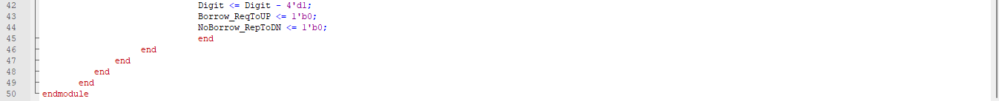 42 Digit <= Digit - 4'd1;
43 Borrow_ReqToUP <= 1'b0;
44 NoBorrow_RepToDN <= 1'b0;
45 end
46 end
47 end
48 end
49 end
50 endmodule